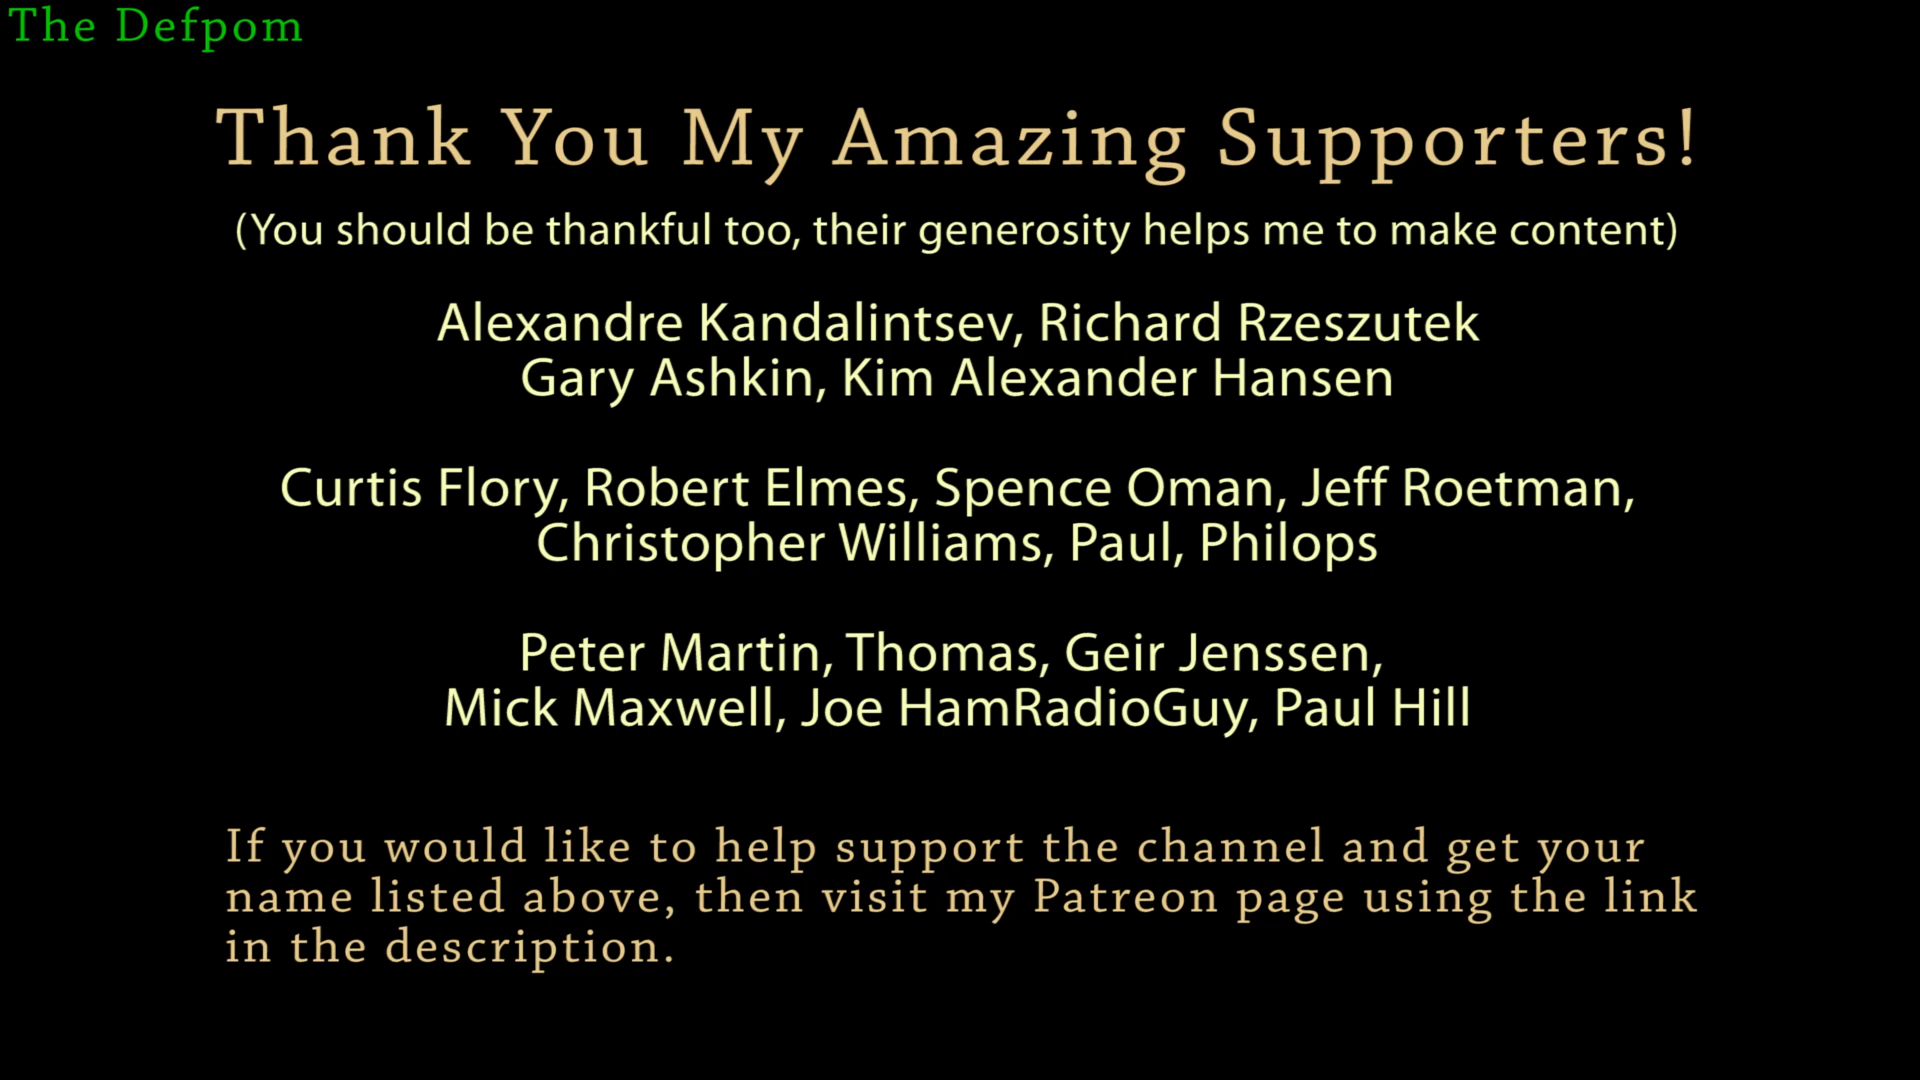 The Defpom
Thank You My Amazing Supporters!
(You should be thankful too, their generosity helps me to make content)
Alexandre Kandalintsev, Richard Rzeszutek
Gary Ashkin, Kim Alexander Hansen
Curtis Flory, Robert Elmes, Spence Oman, Jeff Roetman,
Christopher Williams, Paul, Philops
Peter Martin, Thomas, Geir Jenssen,
Mick Maxwell, Joe HamRadioGuy, Paul Hill
If you would like to help support the channel and get your
name listed above, then visit my Patreon page using the link
in the description.